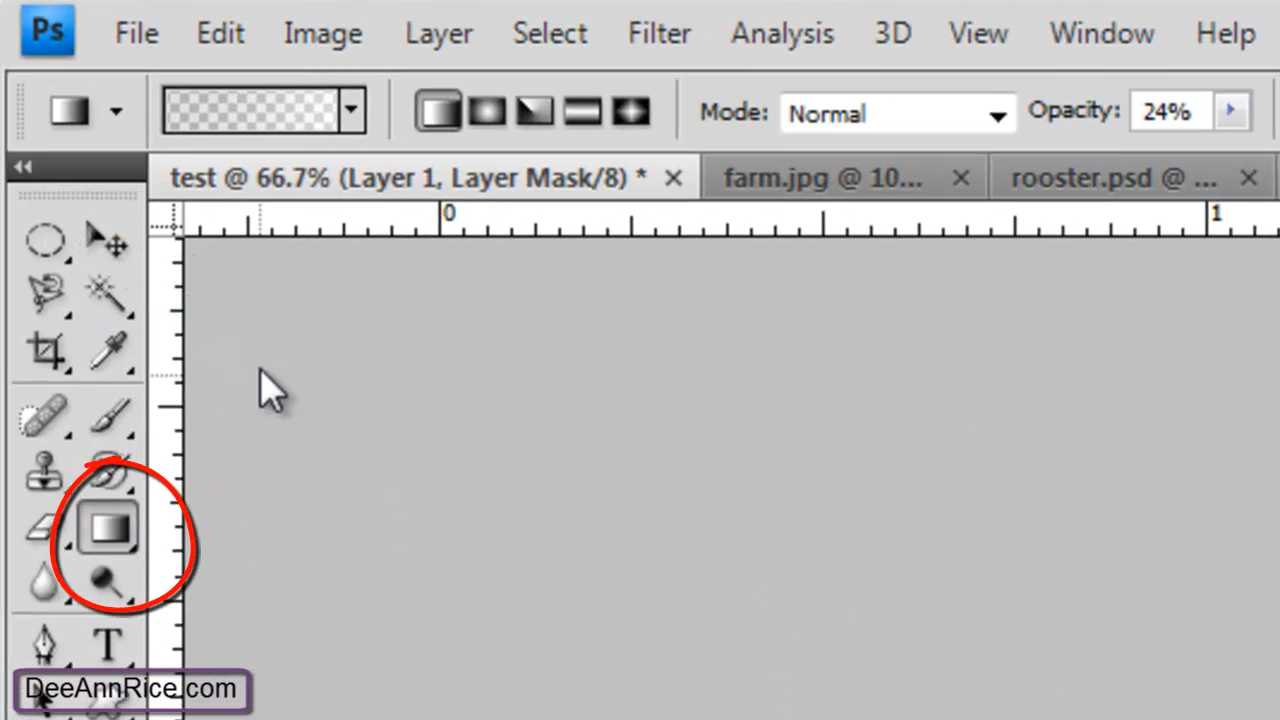 Ps File Edit Image Layer Select Filter Analysis 3D View Window Help
Mode: Normal Opacity: 24%
test @ 66.7% (Layer 1, Layer Mask/8) * farm.jpg @ 10... rooster.psd @ ...
0 1
T
DeeAnnRice.com